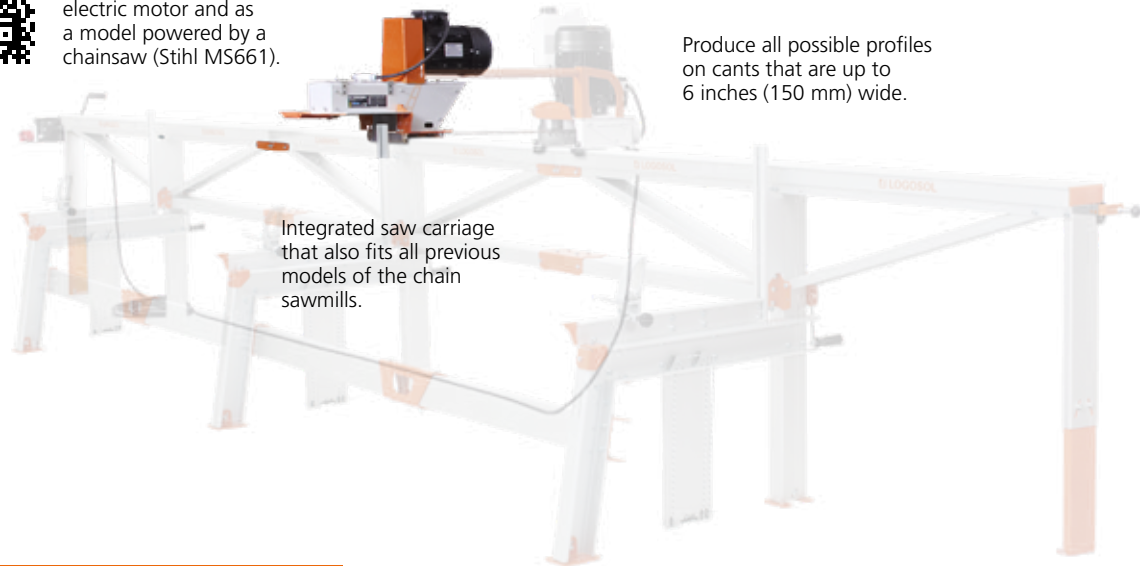 electric motor and as
a model powered by a
chainsaw (Stihl MS661).
Produce all possible profiles
on cants that are up to
6 inches (150 mm) wide.
LOGOSOL
LOGOSOL
Integrated saw carriage
that also fits all previous
models of the chain
sawmills.